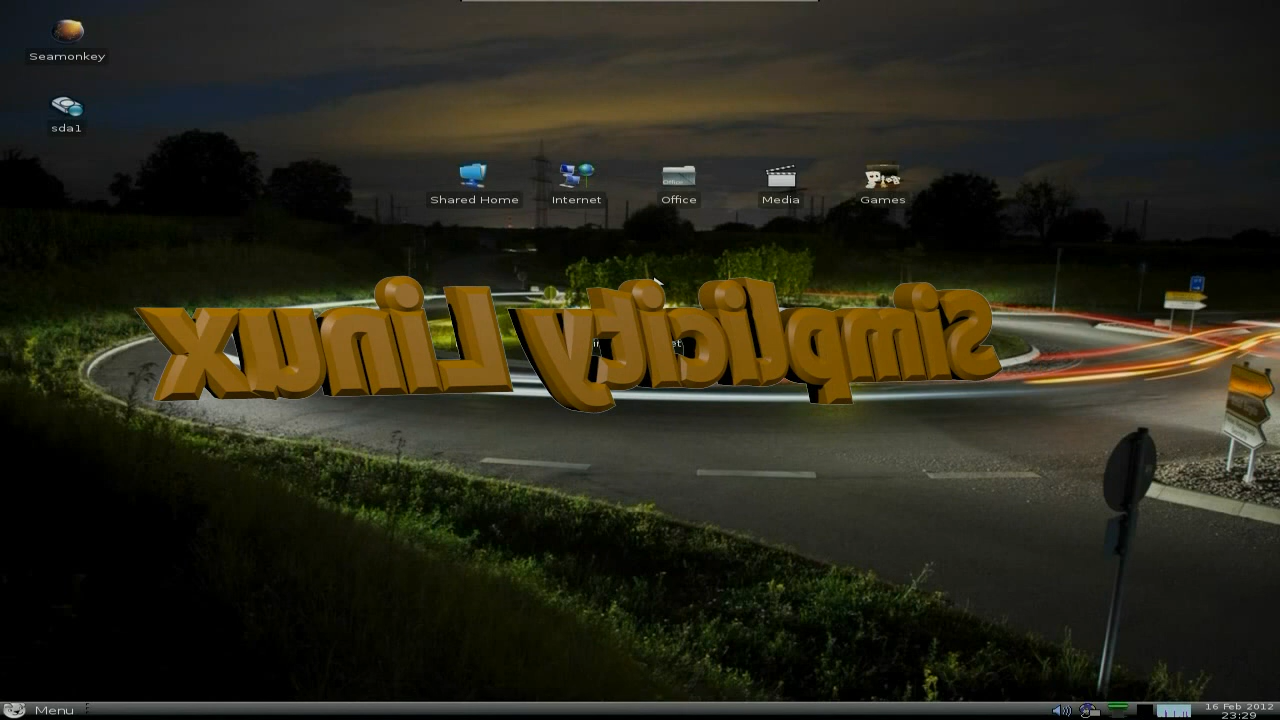 Seamonkey
sda1
Shared Home
Internet
Office
Media
Games
Simplicity Linux
Menu
16 Feb 2012
23:29